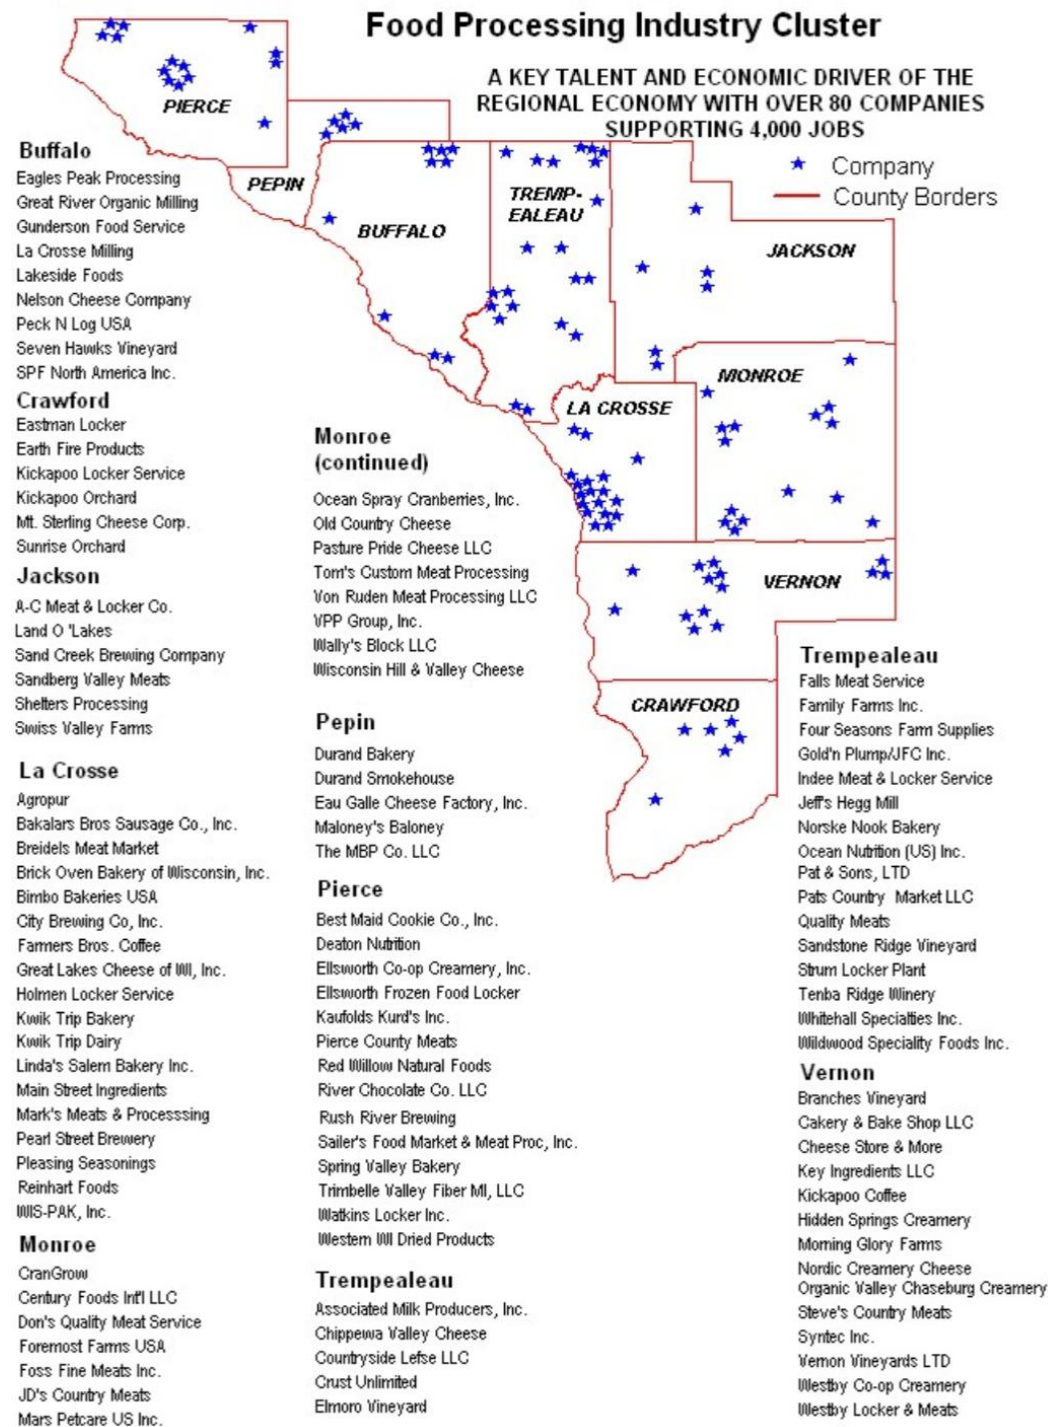 Food Processing Industry Cluster
A KEY TALENT AND ECONOMIC DRIVER OF THE
REGIONAL ECONOMY WITH OVER 80 COMPANIES
SUPPORTING 4,000 JOBS
Company
County Borders
PIERCE
PEPIN
BUFFALO
TREMP-
EALEAU
JACKSON
MONROE
LA CROSSE
VERNON
CRAWFORD
Buffalo
Eagles Peak Processing
Great River Organic Milling
Gunderson Food Service
La Crosse Milling
Lakeside Foods
Nelson Cheese Company
Peck N Log USA
Seven Hawks Vineyard
SPF North America Inc.
Crawford
Eastman Locker
Earth Fire Products
Kickapoo Locker Service
Kickapoo Orchard
Mt. Sterling Cheese Corp.
Sunrise Orchard
Jackson
A-C Meat & Locker Co.
Land O 'Lakes
Sand Creek Brewing Company
Sandberg Valley Meats
Shelters Processing
Swiss Valley Farms
La Crosse
Agropur
Bakalars Bros Sausage Co., Inc.
Breidels Meat Market
Brick Oven Bakery of Wisconsin, Inc.
Bimbo Bakeries USA
City Brewing Co, Inc.
Farmers Bros. Coffee
Great Lakes Cheese of WI, Inc.
Holmen Locker Service
Kwik Trip Bakery
Kwik Trip Dairy
Linda's Salem Bakery Inc.
Main Street Ingredients
Mark's Meats & Processsing
Pearl Street Brewery
Pleasing Seasonings
Reinhart Foods
WIS-PAK, Inc.
Monroe
CranGrow
Century Foods Int'l LLC
Don's Quality Meat Service
Foremost Farms USA
Foss Fine Meats Inc.
JD's Country Meats
Mars Petcare US Inc.
Monroe
(continued)
Ocean Spray Cranberries, Inc.
Old Country Cheese
Pasture Pride Cheese LLC
Tom's Custom Meat Processing
Von Ruden Meat Processing LLC
VPP Group, Inc.
Wally's Block LLC
Wisconsin Hill & Valley Cheese
Pepin
Durand Bakery
Durand Smokehouse
Eau Galle Cheese Factory, Inc.
Maloney's Baloney
The MBP Co. LLC
Pierce
Best Maid Cookie Co., Inc.
Deaton Nutrition
Ellsworth Co-op Creamery, Inc.
Ellsworth Frozen Food Locker
Kaufolds Kurd's Inc.
Pierce County Meats
Red Willow Natural Foods
River Chocolate Co. LLC
Rush River Brewing
Sailer's Food Market & Meat Proc, Inc.
Spring Valley Bakery
Trimbelle Valley Fiber MI, LLC
Watkins Locker Inc.
Western WI Dried Products
Trempealeau
Associated Milk Producers, Inc.
Chippewa Valley Cheese
Countryside Lefse LLC
Crust Unlimited
Elmoro Vineyard
Trempealeau
Falls Meat Service
Family Farms Inc.
Four Seasons Farm Supplies
Gold'n Plump/JFC Inc.
Indee Meat & Locker Service
Jeff's Hegg Mill
Norske Nook Bakery
Ocean Nutrition (US) Inc.
Pat & Sons, LTD
Pats Country Market LLC
Quality Meats
Sandstone Ridge Vineyard
Strum Locker Plant
Tenba Ridge Winery
Whitehall Specialties Inc.
Wildwood Speciality Foods Inc.
Vernon
Branches Vineyard
Cakery & Bake Shop LLC
Cheese Store & More
Key Ingredients LLC
Kickapoo Coffee
Hidden Springs Creamery
Morning Glory Farms
Nordic Creamery Cheese
Organic Valley Chaseburg Creamery
Steve's Country Meats
Syntec Inc.
Vernon Vineyards LTD
Westby Co-op Creamery
Westby Locker & Meats